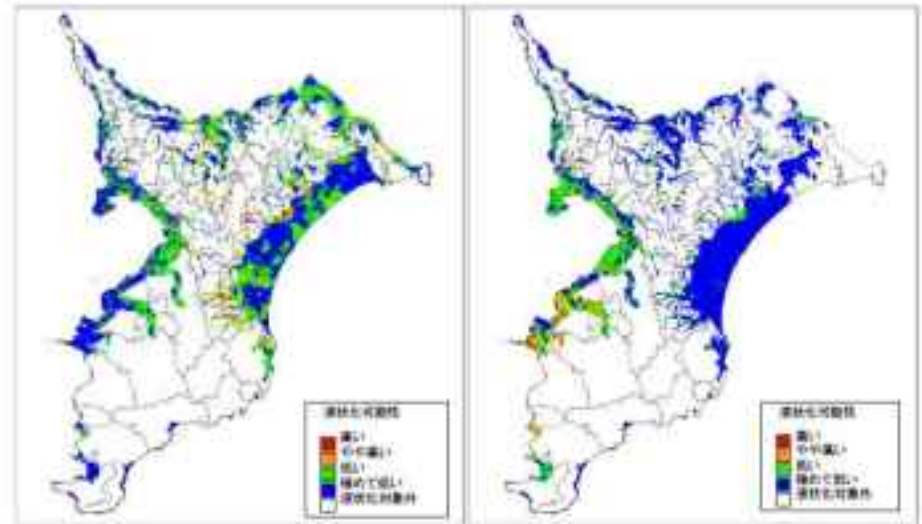 液状化可能性
高い
やや高い
低い
極めて低い
液状化対象外
液状化可能性
高い
やや高い
低い
極めて低い
液状化対象外